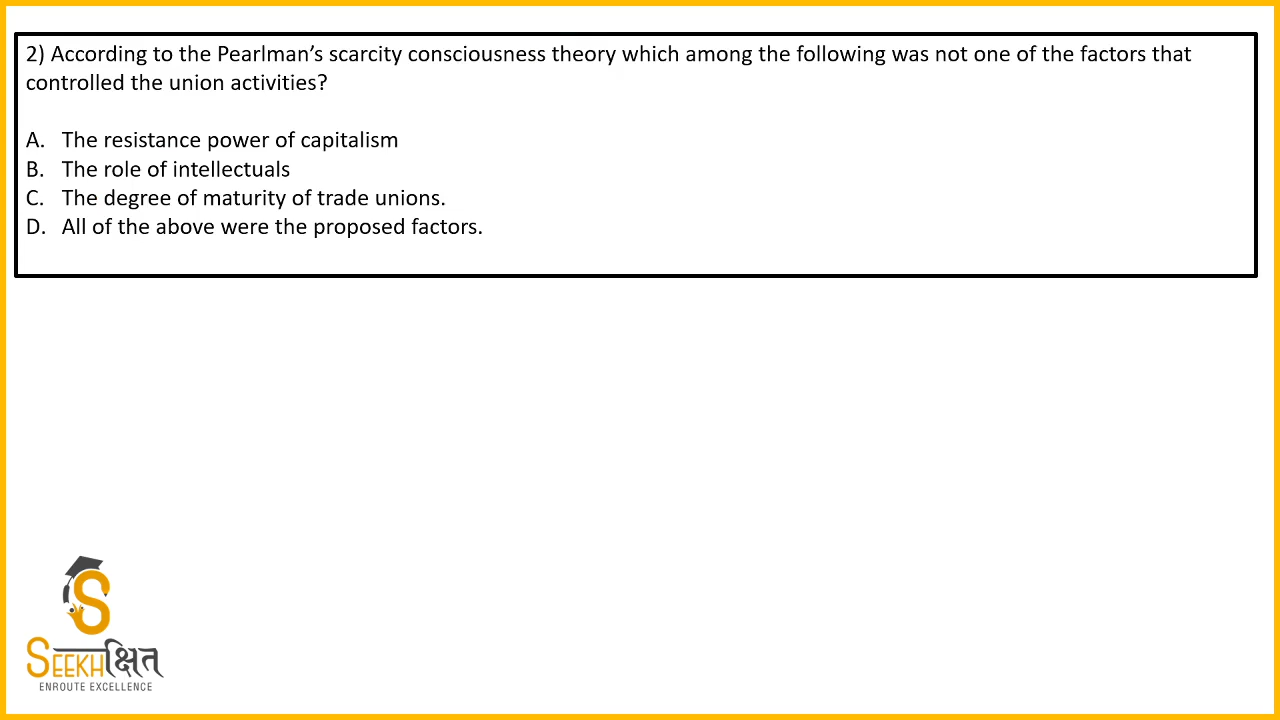 2) According to the Pearlman’s scarcity consciousness theory which among the following was not one of the factors that
controlled the union activities?
A. The resistance power of capitalism
B. The role of intellectuals
C. The degree of maturity of trade unions.
D. All of the above were the proposed factors.
SEEKHक्षित
ENROUTE EXCELLENCE